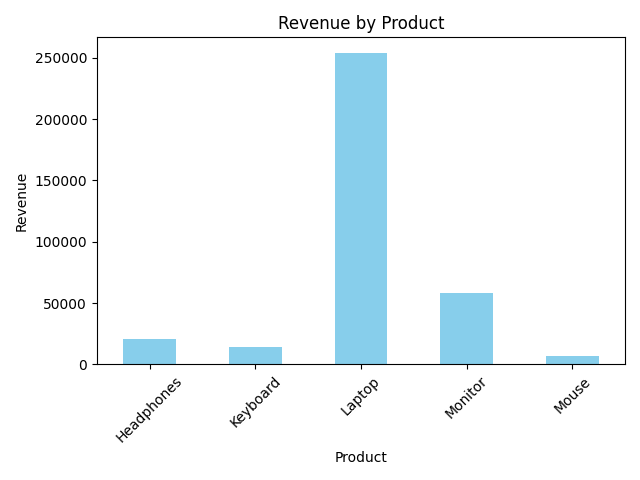 Revenue by Product
250000
200000
150000
100000
50000
0
Revenue
Headphones
Keyboard
Laptop
Monitor
Mouse
Product